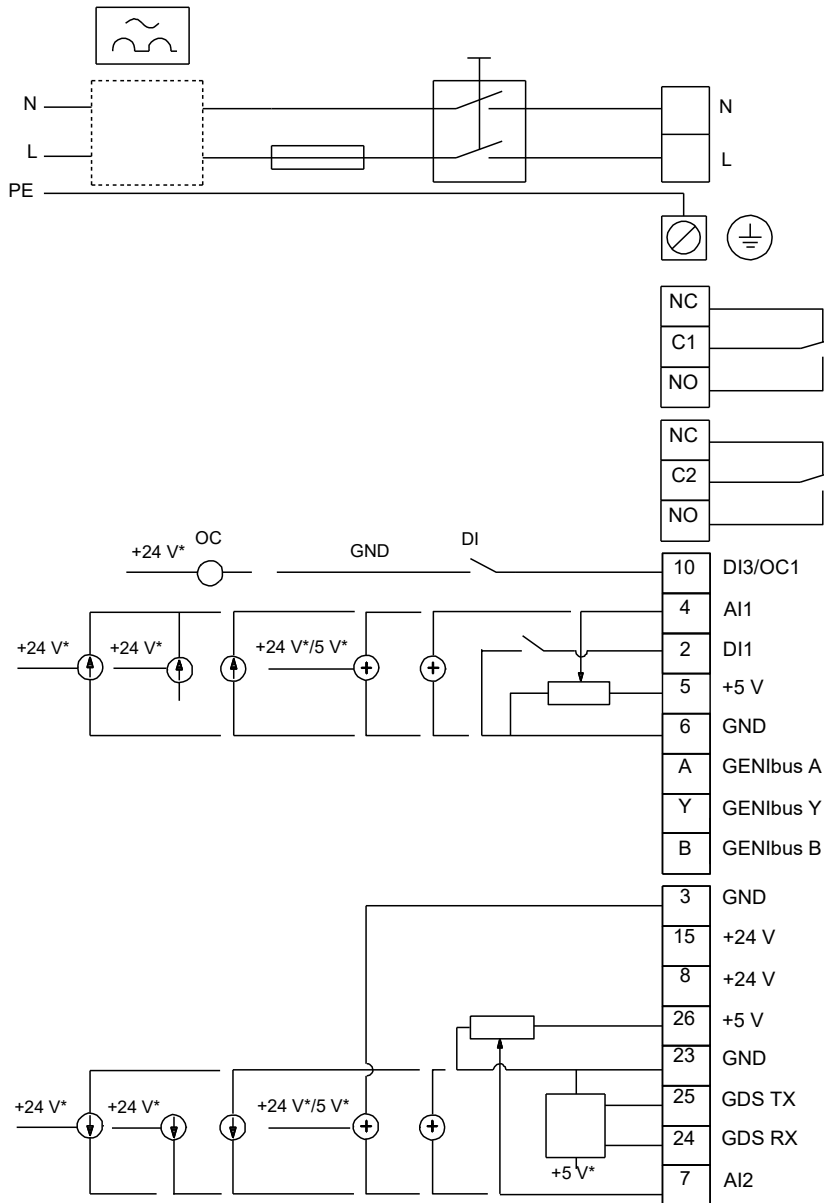 N
N
L
L
PE
NC
C1
NO
NC
C2
NO
+24 V* OC GND DI
10 DI3/OC1
4 AI1
+24 V* +24 V* +24 V*/5 V*
2 DI1
5 +5 V
6 GND
A GENIbus A
Y GENIbus Y
B GENIbus B
3 GND
15 +24 V
8 +24 V
26 +5 V
23 GND
+24 V* +24 V* +24 V*/5 V*
25 GDS TX
24 GDS RX
+5 V*
7 AI2